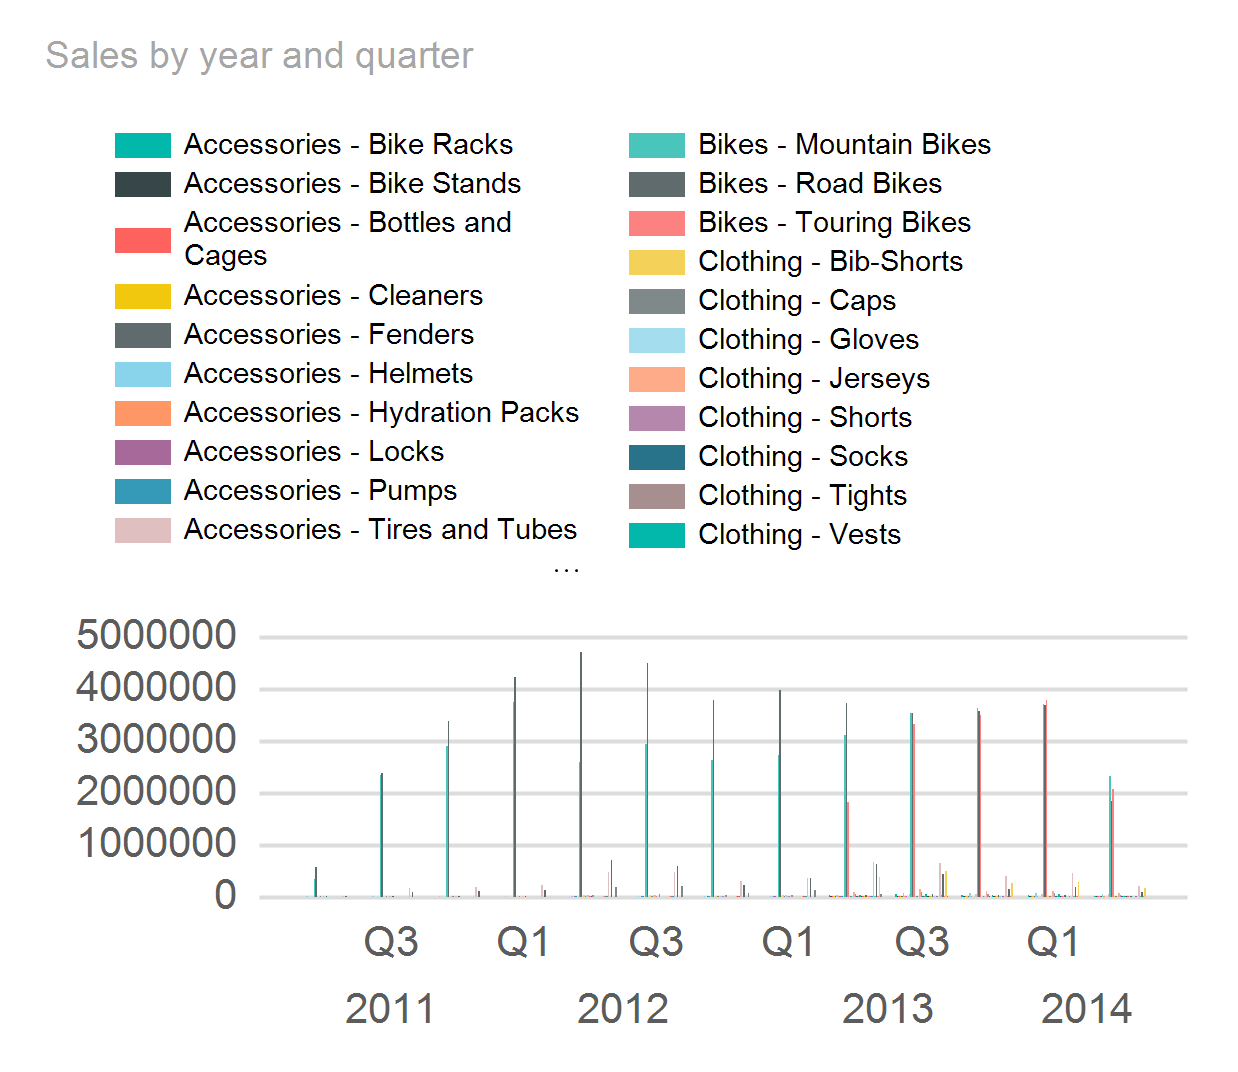 Sales by year and quarter
Accessories - Bike Racks
Accessories - Bike Stands
Accessories - Bottles and
Cages
Accessories - Cleaners
Accessories - Fenders
Accessories - Helmets
Accessories - Hydration Packs
Accessories - Locks
Accessories - Pumps
Accessories - Tires and Tubes
Bikes - Mountain Bikes
Bikes - Road Bikes
Bikes - Touring Bikes
Clothing - Bib-Shorts
Clothing - Caps
Clothing - Gloves
Clothing - Jerseys
Clothing - Shorts
Clothing - Socks
Clothing - Tights
Clothing - Vests
...
5000000
4000000
3000000
2000000
1000000
0
Q3 Q1 Q3 Q1 Q3 Q1
2011 2012 2013 2014